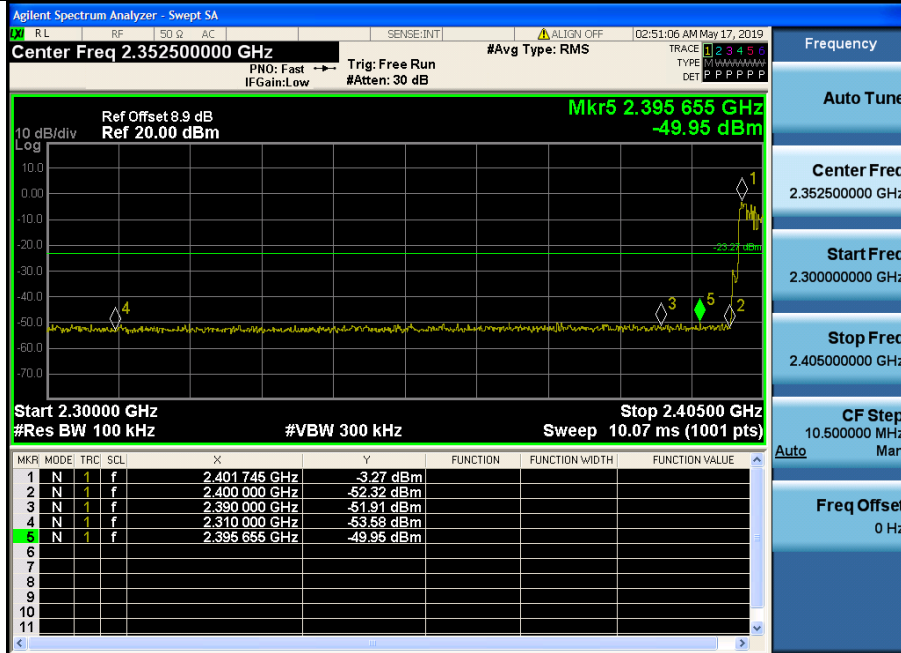 Agilent Spectrum Analyzer - Swept SA
LXI RL RF 50 Ω AC SENSE:INT ALIGN OFF 02:51:06 AM May 17, 2019
Center Freq 2.352500000 GHz #Avg Type: RMS TRACE 1 2 3 4 5 6
PNO: Fast Trig: Free Run TYPE M W W W W W
IFGain:Low #Atten: 30 dB DET P P P P P P
Mkr5 2.395 655 GHz
-49.95 dBm
Ref Offset 8.9 dB
10 dB/div Ref 20.00 dBm
Log
10.0
0.00
-10.0
-20.0
-30.0
-40.0
-50.0
-60.0
-70.0
1
-23.27 dBm
4
3
5
2
Start 2.30000 GHz Stop 2.40500 GHz
#Res BW 100 kHz #VBW 300 kHz Sweep 10.07 ms (1001 pts)
MKR MODE TRC SCL X Y FUNCTION FUNCTION WIDTH FUNCTION VALUE
1 N 1 f 2.401 745 GHz -3.27 dBm
2 N 1 f 2.400 000 GHz -52.32 dBm
3 N 1 f 2.390 000 GHz -51.91 dBm
4 N 1 f 2.310 000 GHz -53.58 dBm
5 N 1 f 2.395 655 GHz -49.95 dBm
6
7
8
9
10
11
Frequency
Auto Tune
Center Freq
2.352500000 GHz
Start Freq
2.300000000 GHz
Stop Freq
2.405000000 GHz
CF Step
10.500000 MHz
Auto Man
Freq Offset
0 Hz